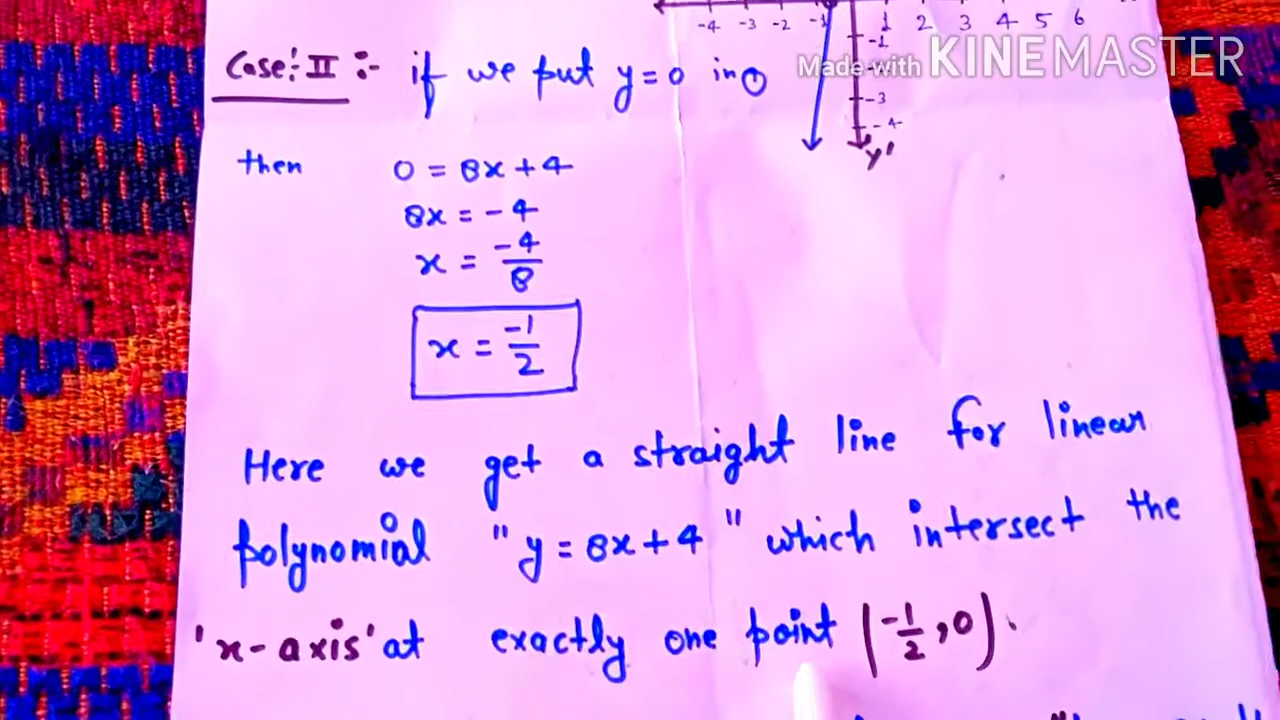 -4 -3 -2 -1 1 2 3 4 5 6
-1
Made with KINEMASTER
-3
-4
y'
Case:-II :- if we put y=0 in ①
then 0 = 8x+4
8x = -4
x = -4/8
x = -1/2
Here we get a straight line for linear
polynomial "y=8x+4" which intersect the
'x-axis' at exactly one point (-1/2,0).